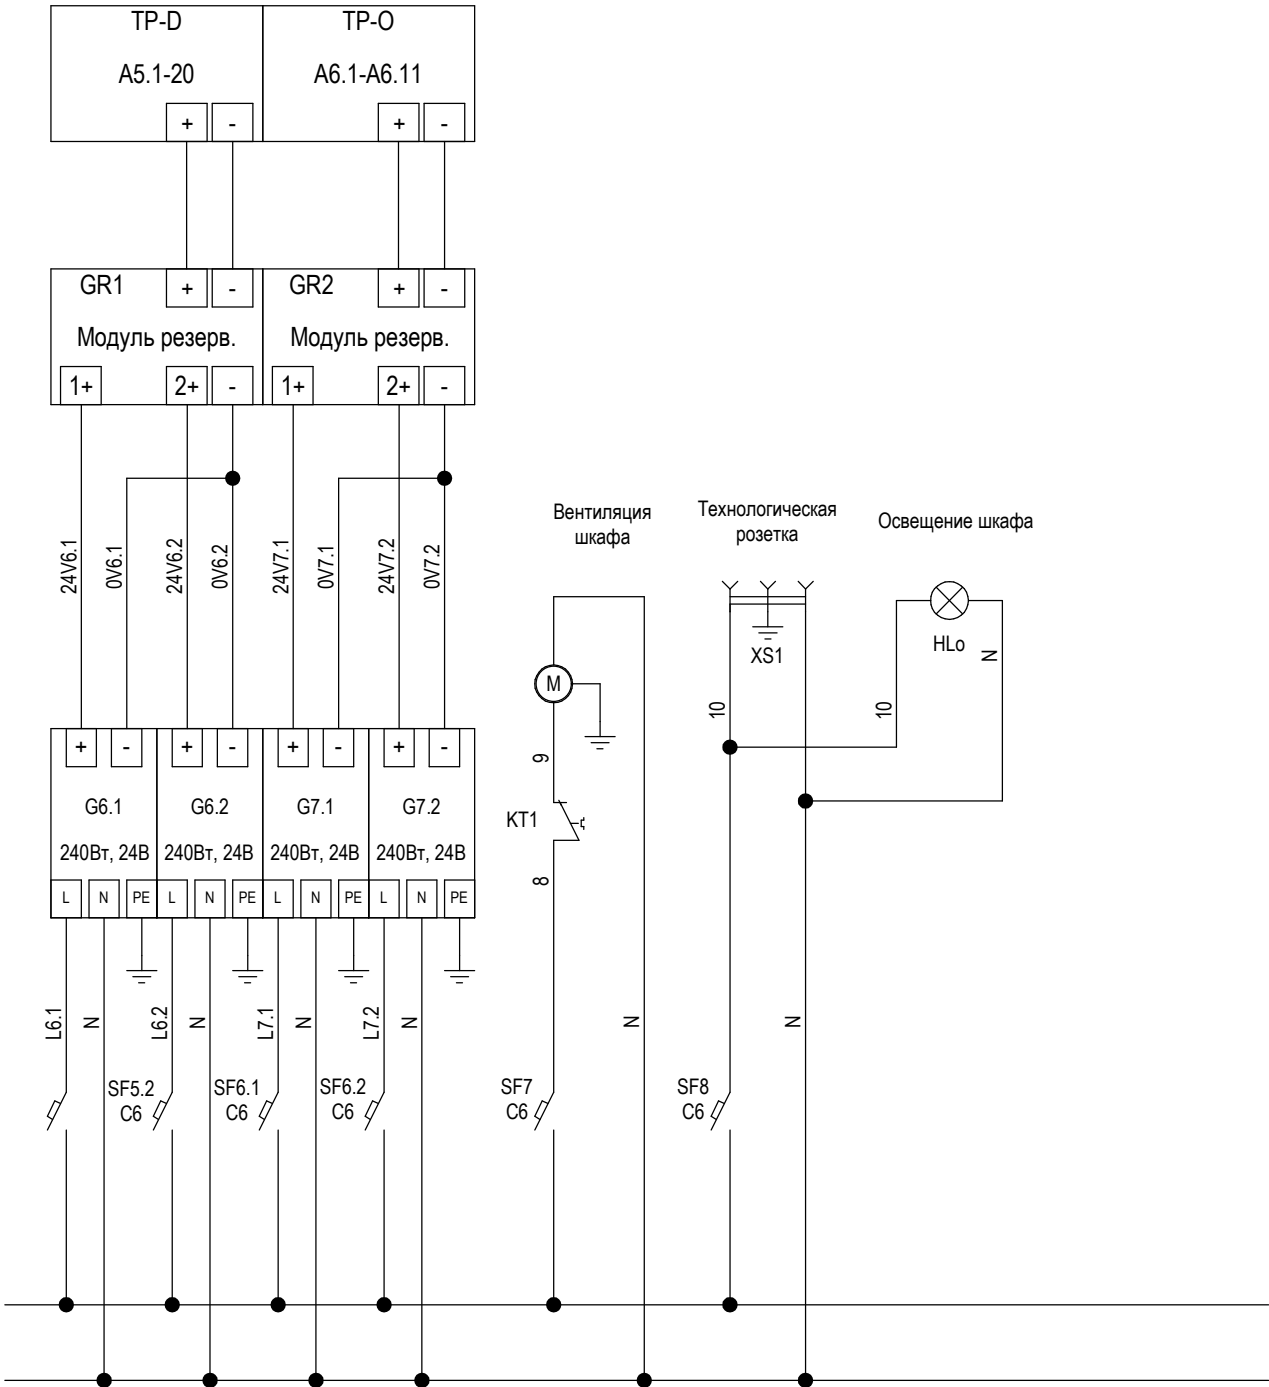 TP-D
TP-O
A5.1-20
A6.1-A6.11
+ - + -
GR1 + - GR2 + -
Модуль резерв.
Модуль резерв.
1+ 2+ - 1+ 2+ -
Вентиляция
шкафа
Технологическая
розетка
Освещение шкафа
24V6.1
0V6.1
24V6.2
0V6.2
24V7.1
0V7.1
24V7.2
0V7.2
XS1
HLo
N
M
10
10
+ - + - + - + -
9
G6.1
G6.2
G7.1
G7.2
KT1
240Вт, 24В
240Вт, 24В
240Вт, 24В
240Вт, 24В
8
L N PE L N PE L N PE L N PE
L6.1
N
L6.2
N
L7.1
N
L7.2
N
N
N
SF5.2
C6
SF6.1
C6
SF6.2
C6
SF7
C6
SF8
C6